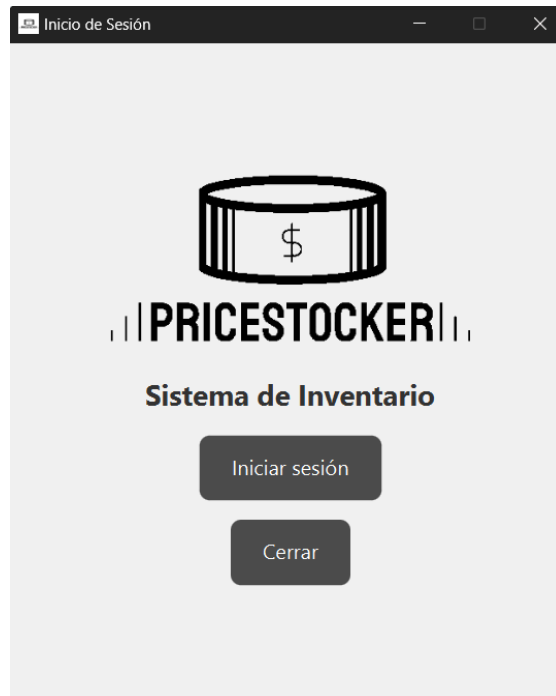 Inicio de Sesión
$
PRICESTOCKER
Sistema de Inventario
Iniciar sesión
Cerrar